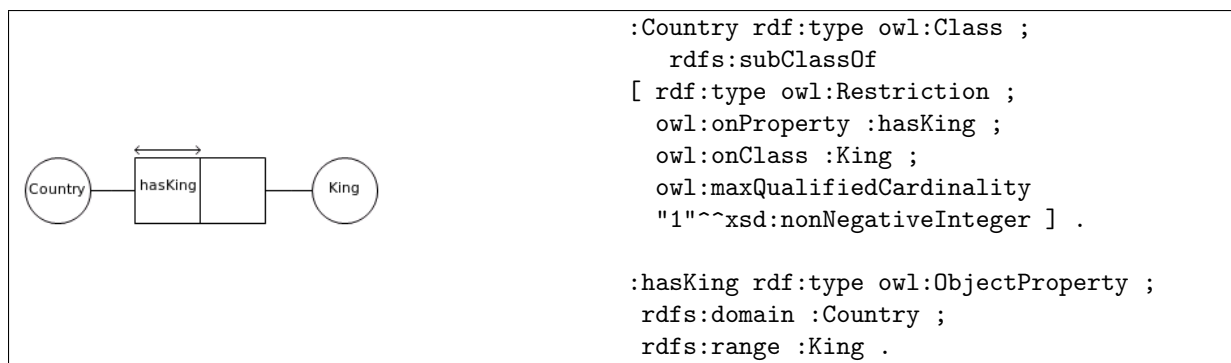 Country
hasKing
King
:Country rdf:type owl:Class ;
rdfs:subClassOf
[ rdf:type owl:Restriction ;
owl:onProperty :hasKing ;
owl:onClass :King ;
owl:maxQualifiedCardinality
"1"^^xsd:nonNegativeInteger ] .
:hasKing rdf:type owl:ObjectProperty ;
rdfs:domain :Country ;
rdfs:range :King .